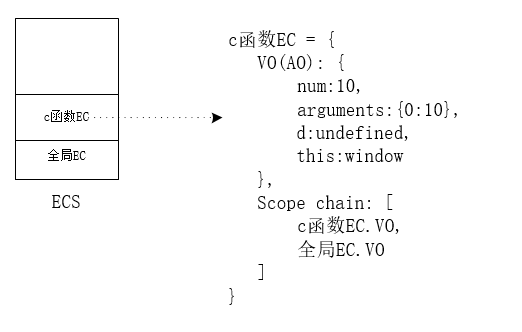 c函数EC
全局EC
ECS
c函数EC = {
VO(AO): {
num:10,
arguments:{0:10},
d:undefined,
this:window
},
Scope chain: [
c函数EC.VO,
全局EC.VO
]
}